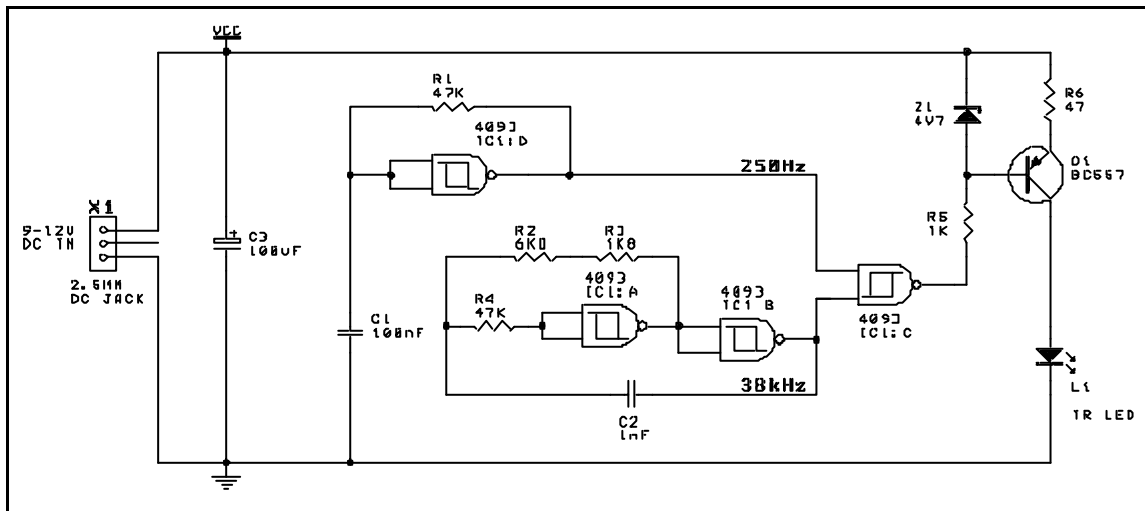 VCC
R1
47K
4093
IC1:D
250Hz
Z1
4V7
R6
47
Q1
BC557
X1
9-12V
DC IN
2.5MM
DC JACK
+
C3
100uF
R2
6K0
R3
1K8
R5
1K
4093
IC1:A
R4
47K
4093
IC1 B
4093
IC1:C
C1
100nF
38kHz
C2
1nF
L1
IR LED